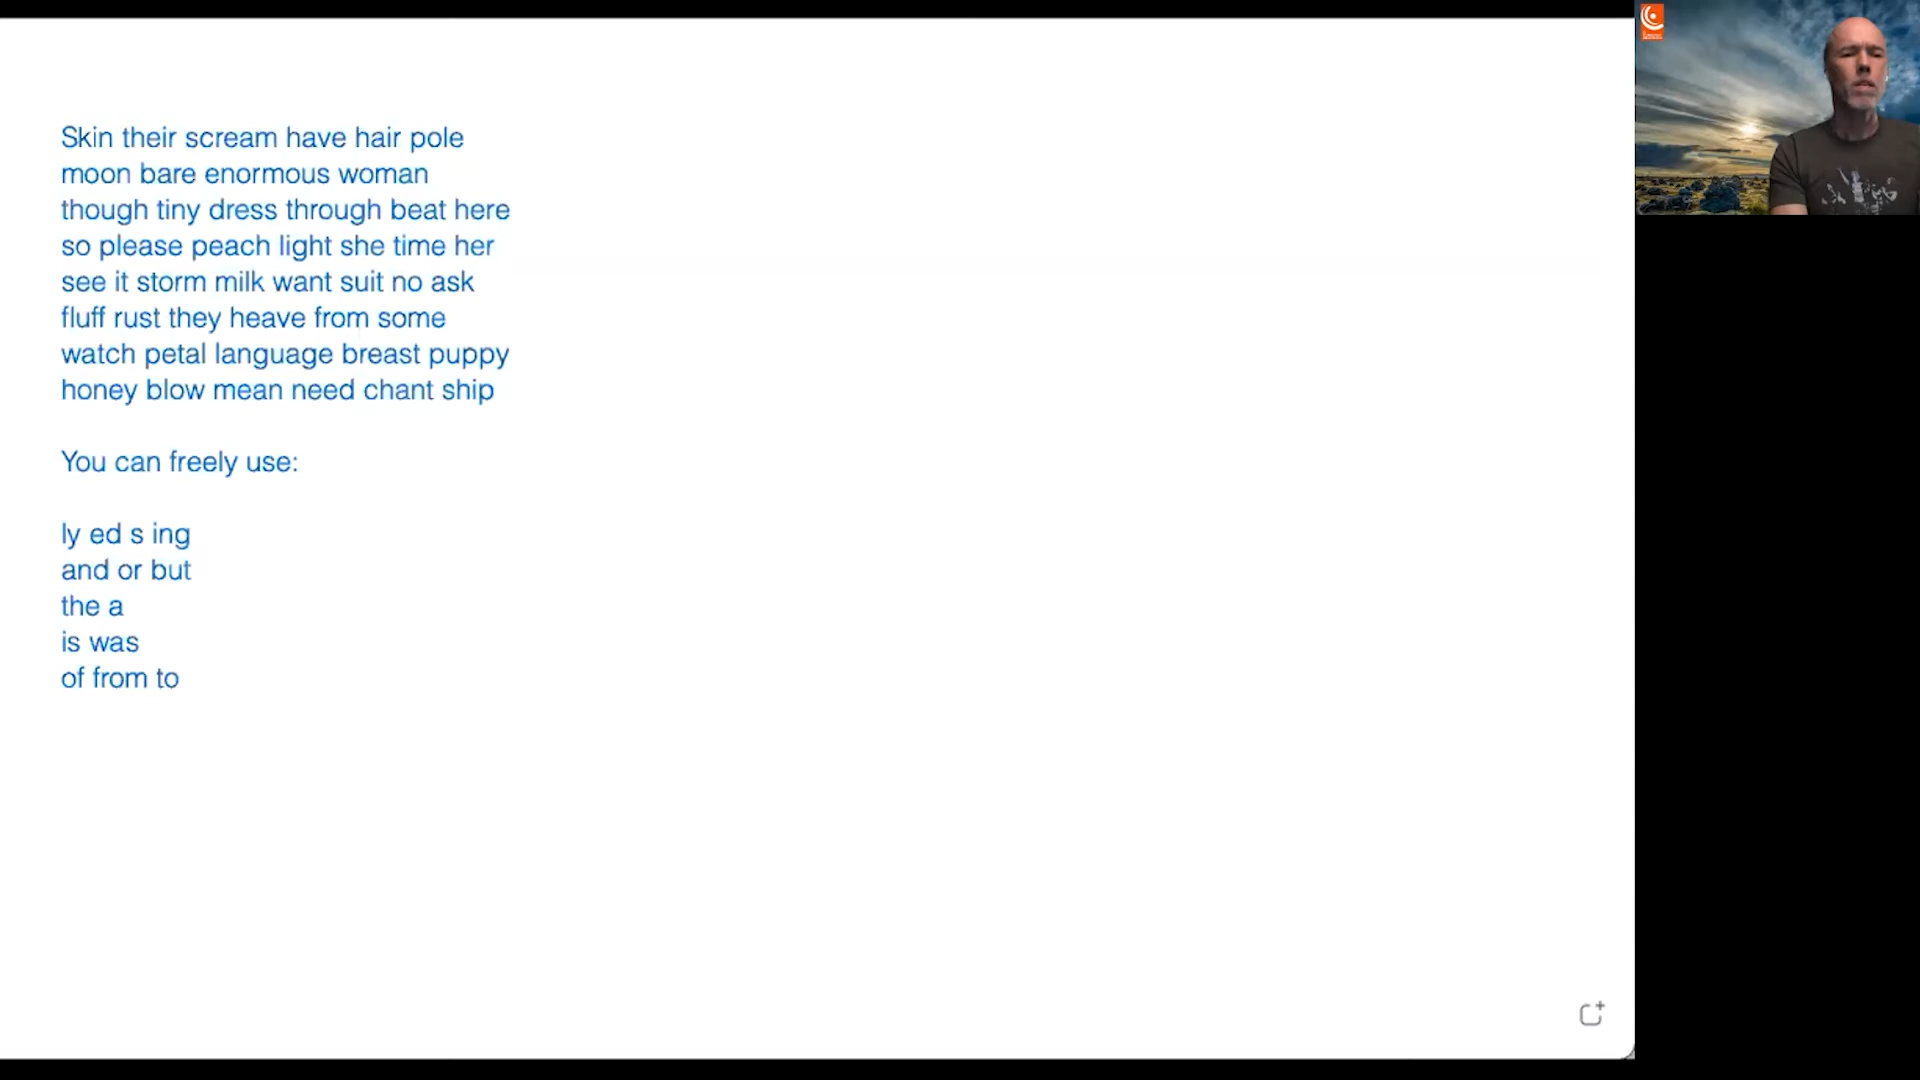 Skin their scream have hair pole
moon bare enormous woman
though tiny dress through beat here
so please peach light she time her
see it storm milk want suit no ask
fluff rust they heave from some
watch petal language breast puppy
honey blow mean need chant ship
You can freely use:
ly ed s ing
and or but
the a
is was
of from to